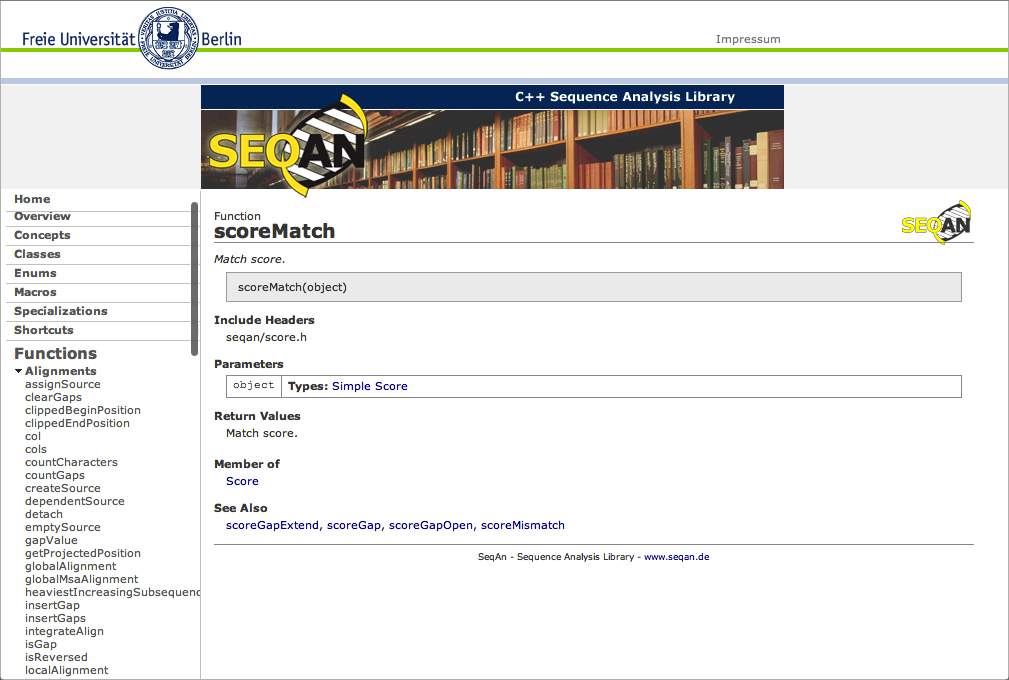 Freie Universität Berlin
Impressum
C++ Sequence Analysis Library
SEQAN
Home
Overview
Concepts
Classes
Enums
Macros
Specializations
Shortcuts
Functions
Alignments
assignSource
clearGaps
clippedBeginPosition
clippedEndPosition
col
cols
countCharacters
countGaps
createSource
dependentSource
detach
emptySource
gapValue
getProjectedPosition
globalAlignment
globalMsaAlignment
heaviestIncreasingSubsequenc
insertGap
insertGaps
integrateAlign
isGap
isReversed
localAlignment
Function
scoreMatch
SEQAN
Match score.
scoreMatch(object)
Include Headers
seqan/score.h
Parameters
object Types: Simple Score
Return Values
Match score.
Member of
Score
See Also
scoreGapExtend, scoreGap, scoreGapOpen, scoreMismatch
SeqAn - Sequence Analysis Library - www.seqan.de